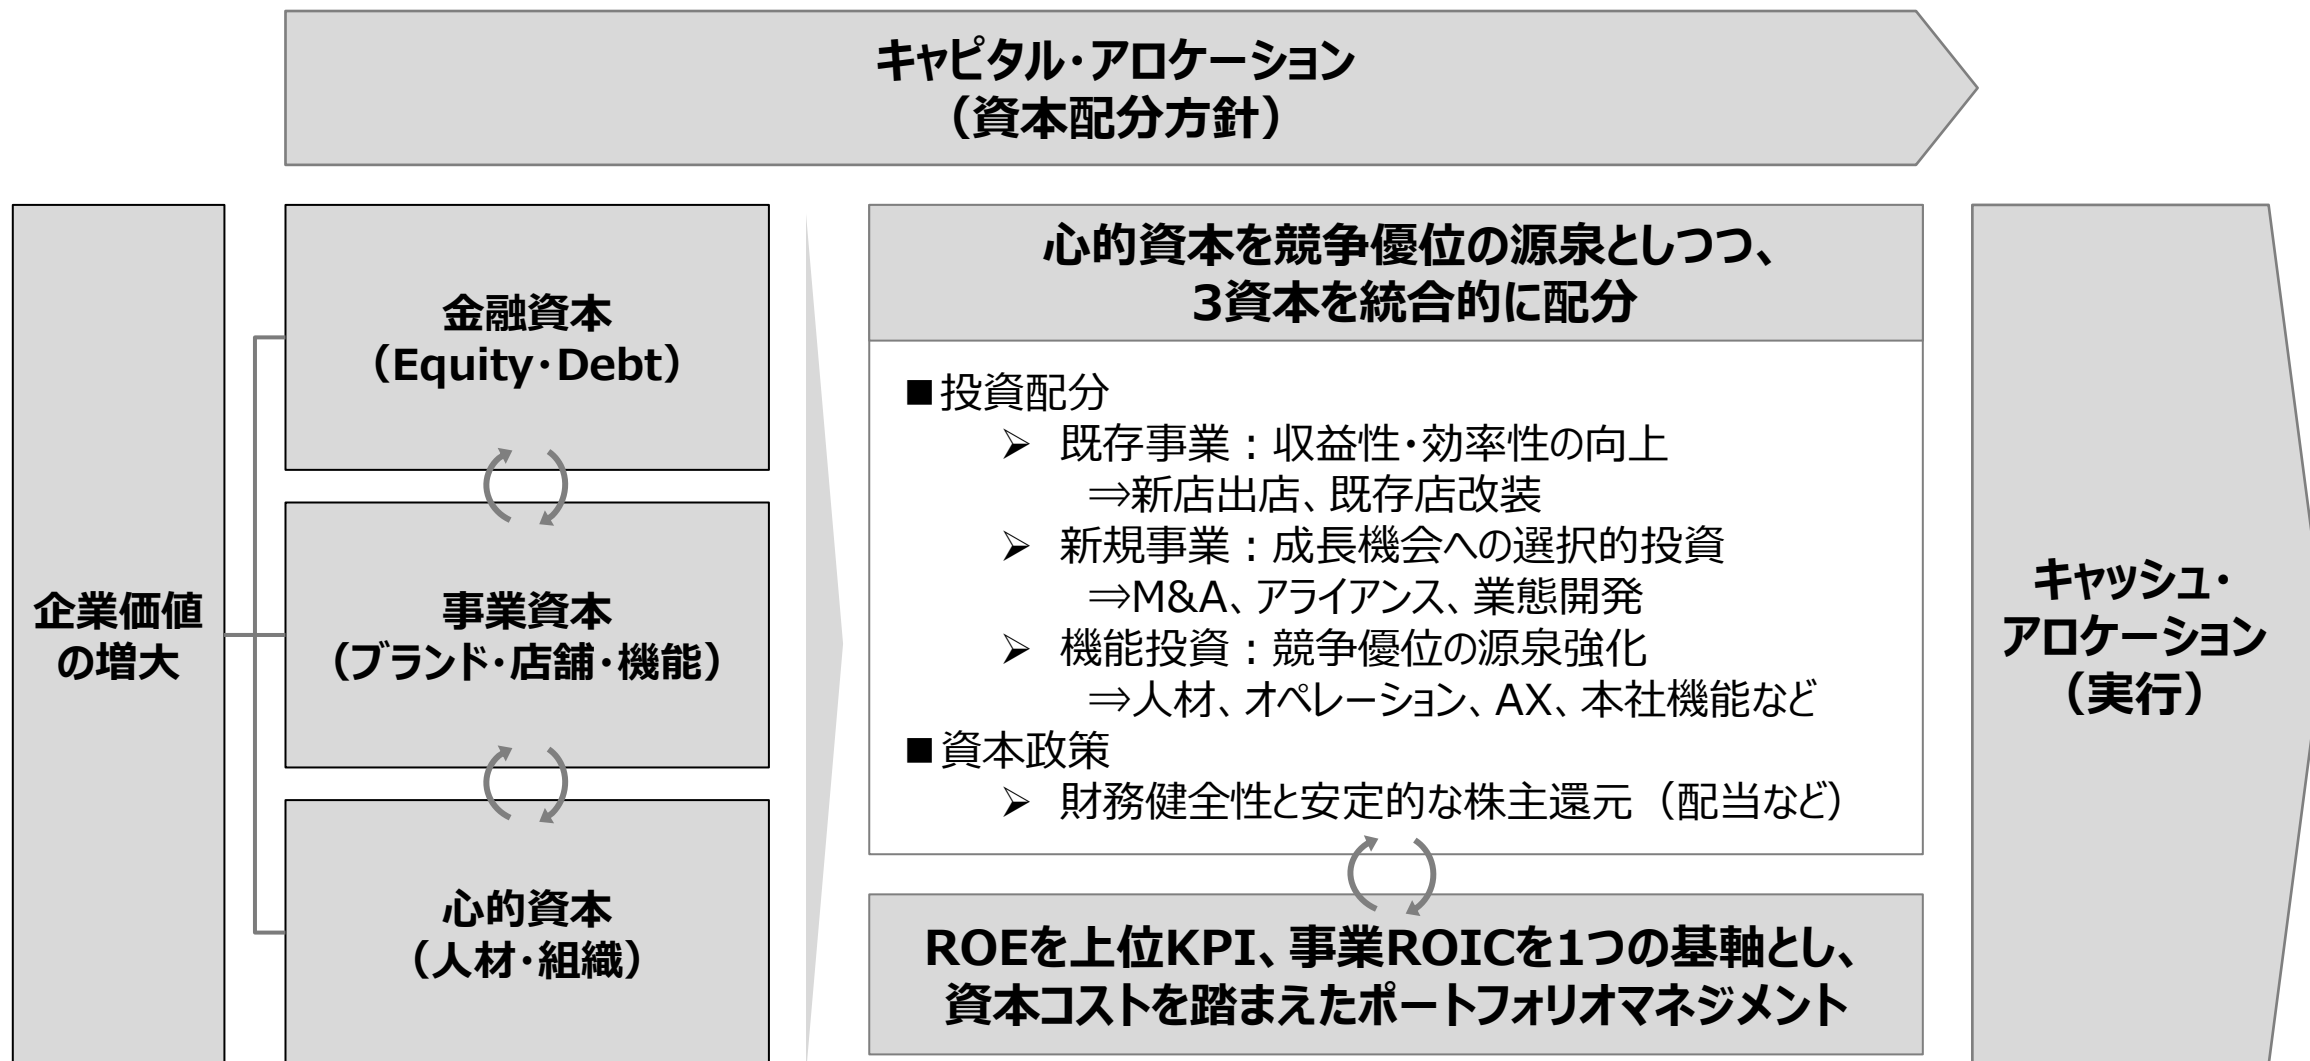 キャピタル・アロケーション
（資本配分方針）
企業価値
の増大
金融資本
（Equity・Debt）
事業資本
（ブランド・店舗・機能）
心的資本
（人材・組織）
心的資本を競争優位の源泉としつつ、
3資本を統合的に配分
■投資配分
➢ 既存事業：収益性・効率性の向上
⇒新店出店、既存店改装
➢ 新規事業：成長機会への選択的投資
⇒M&A、アライアンス、業態開発
➢ 機能投資：競争優位の源泉強化
⇒人材、オペレーション、AX、本社機能など
■資本政策
➢ 財務健全性と安定的な株主還元（配当など）
ROEを上位KPI、事業ROICを1つの基軸とし、
資本コストを踏まえたポートフォリオマネジメント
キャッシュ・
アロケーション
（実行）